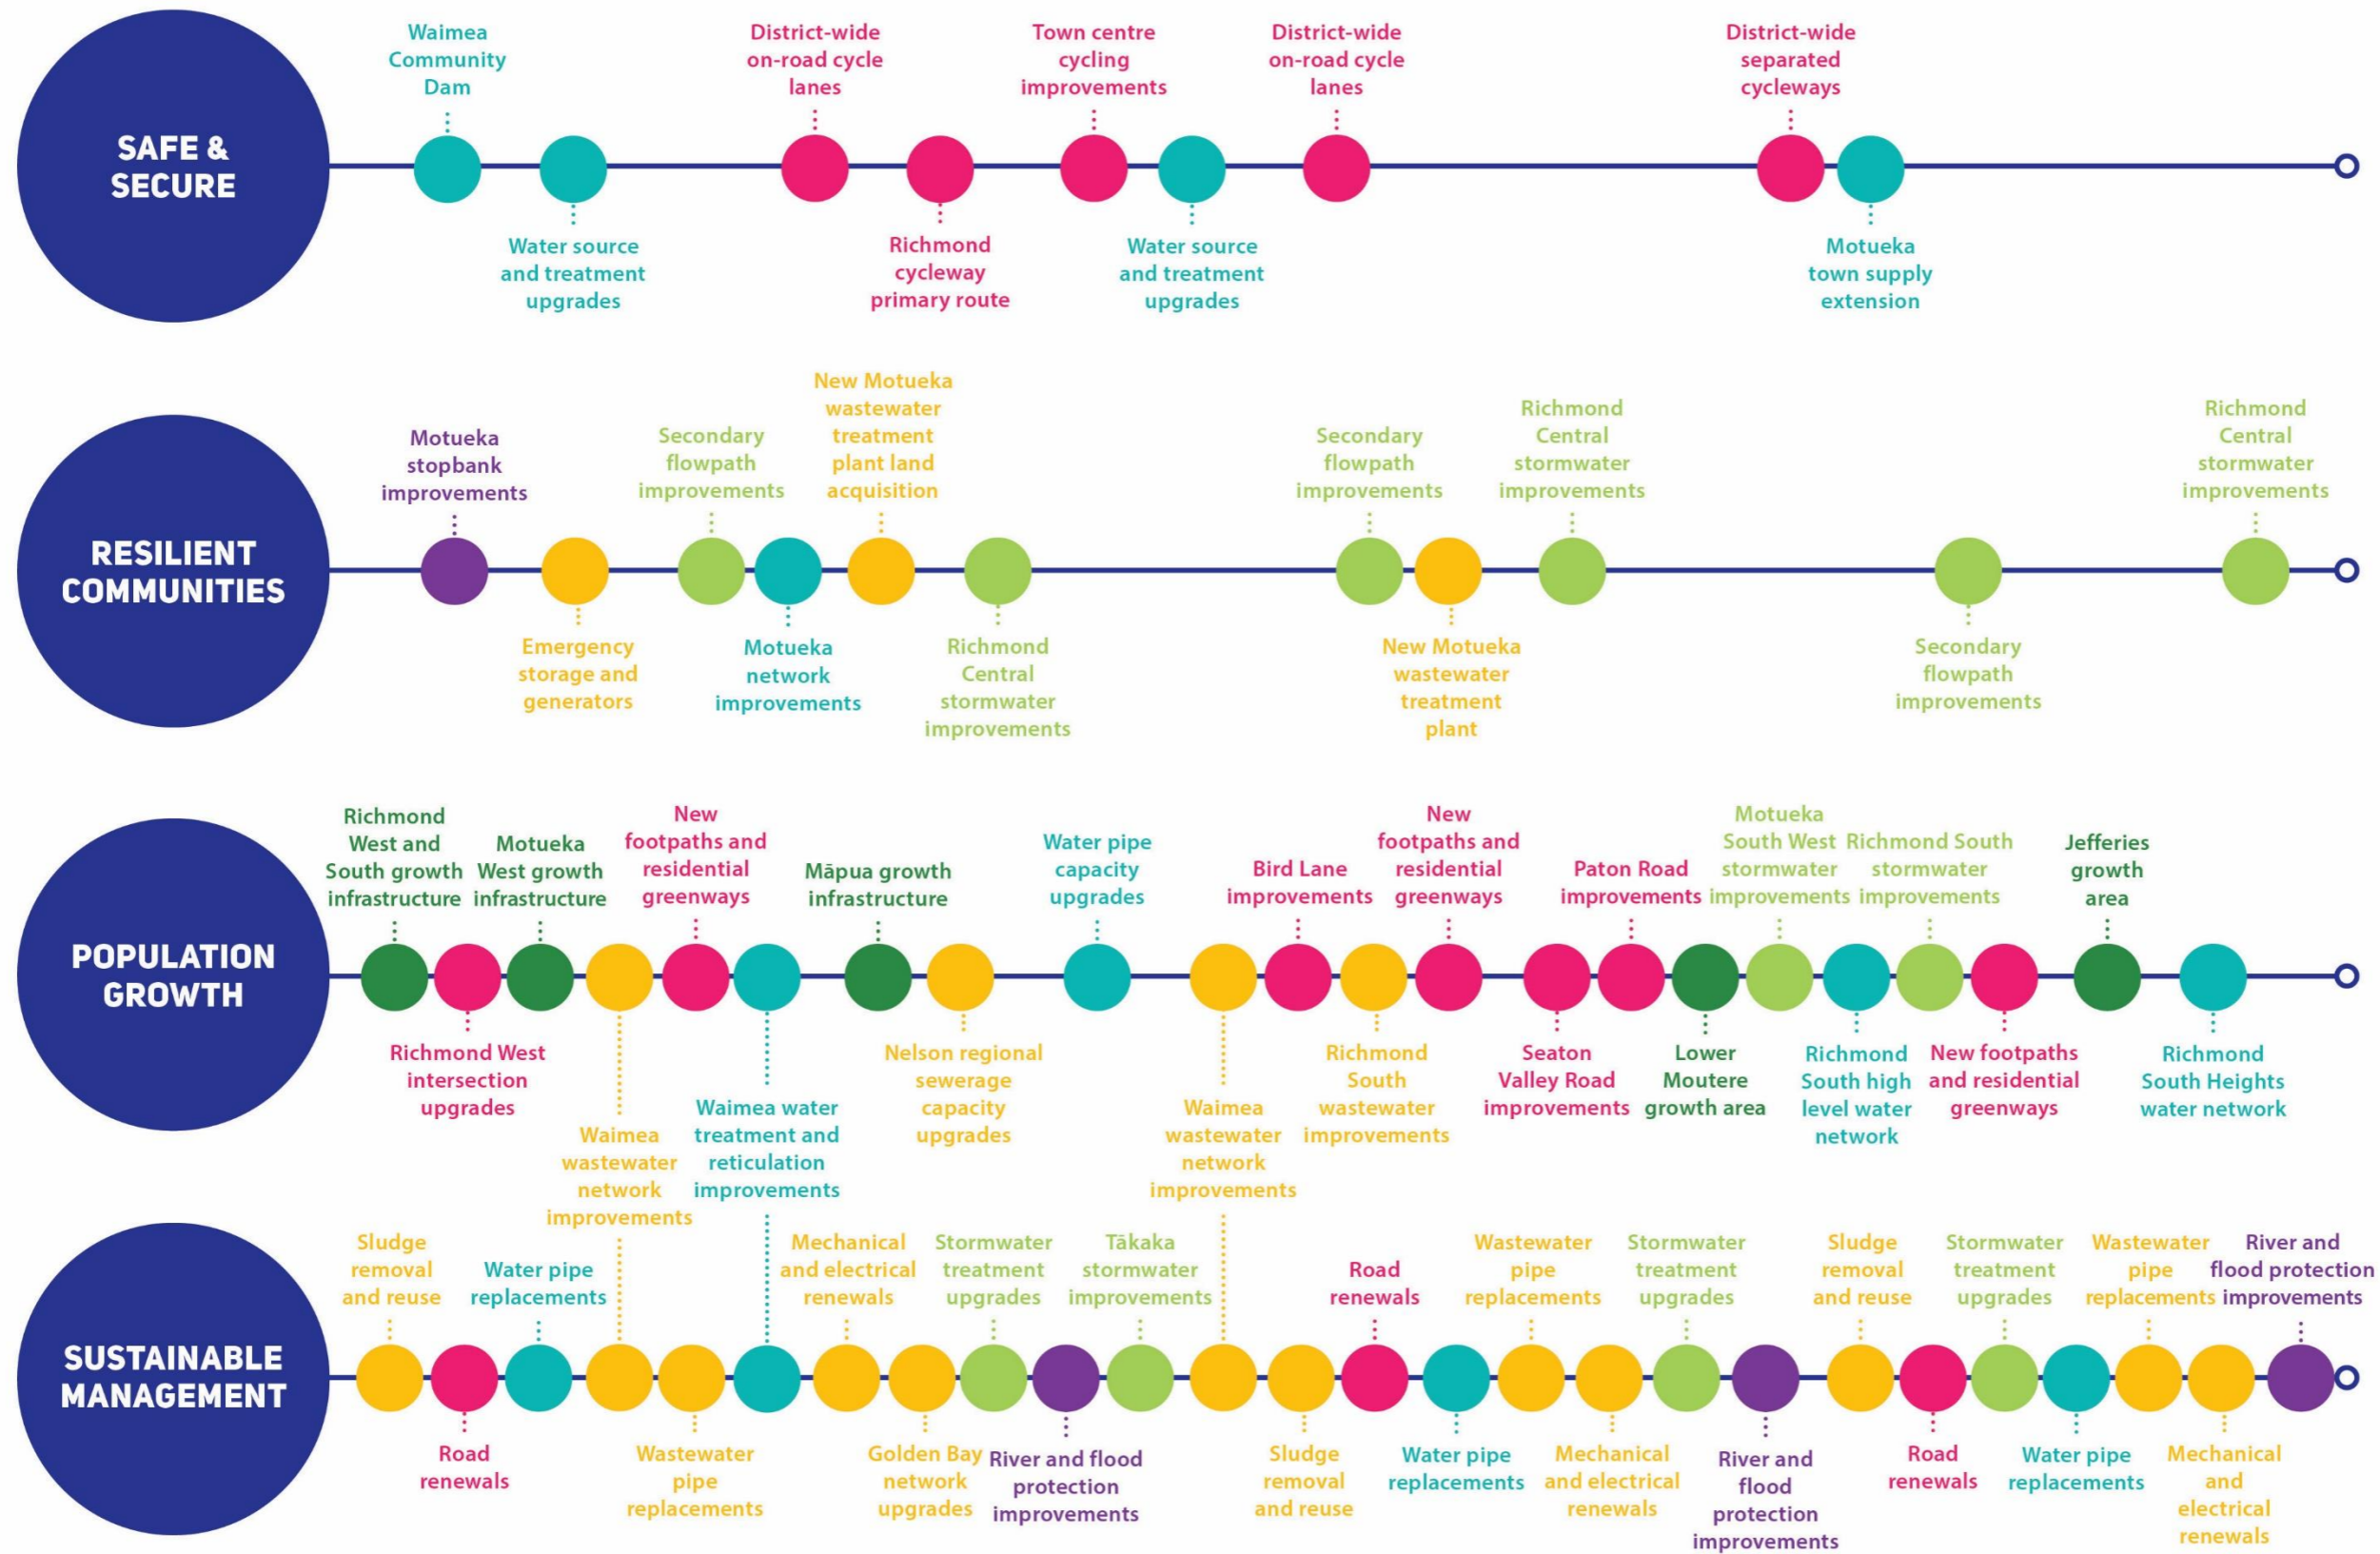 SAFE &
SECURE
Waimea
Community
Dam
District-wide
on-road cycle
lanes
Town centre
cycling
improvements
District-wide
on-road cycle
lanes
District-wide
separated
cycleways
Water source
and treatment
upgrades
Richmond
cycleway
primary route
Water source
and treatment
upgrades
Motueka
town supply
extension
RESILIENT
COMMUNITIES
Motueka
stopbank
improvements
Secondary
flowpath
improvements
New Motueka
wastewater
treatment
plant land
acquisition
Secondary
flowpath
improvements
Richmond
Central
stormwater
improvements
Richmond
Central
stormwater
improvements
Emergency
storage and
generators
Motueka
network
improvements
Richmond
Central
stormwater
improvements
New Motueka
wastewater
treatment
plant
Secondary
flowpath
improvements
POPULATION
GROWTH
Richmond
West and
South growth
infrastructure
Motueka
West growth
infrastructure
New
footpaths and
residential
greenways
Māpua growth
infrastructure
Water pipe
capacity
upgrades
Bird Lane
improvements
New
footpaths and
residential
greenways
Paton Road
improvements
Motueka
South West
stormwater
improvements
Richmond South
stormwater
improvements
Jefferies
growth
area
Richmond West
intersection
upgrades
Waimea
wastewater
network
improvements
Waimea water
treatment and
reticulation
improvements
Nelson regional
sewerage
capacity
upgrades
Waimea
wastewater
network
improvements
Richmond
South
wastewater
improvements
Seaton
Valley Road
improvements
Lower
Moutere
growth area
Richmond
South high
level water
network
New footpaths
and residential
greenways
Richmond
South Heights
water network
SUSTAINABLE
MANAGEMENT
Sludge
removal
and reuse
Water pipe
replacements
Mechanical
and electrical
renewals
Stormwater
treatment
upgrades
Tākaka
stormwater
improvements
Road
renewals
Wastewater
pipe
replacements
Stormwater
treatment
upgrades
Sludge
removal
and reuse
Stormwater
treatment
upgrades
Wastewater
pipe
replacements
River and
flood protection
improvements
Road
renewals
Wastewater
pipe
replacements
Golden Bay
network
upgrades
River and flood
protection
improvements
Sludge
removal
and reuse
Water pipe
replacements
Mechanical
and electrical
renewals
River and
flood
protection
improvements
Road
renewals
Water pipe
replacements
Mechanical
and
electrical
renewals